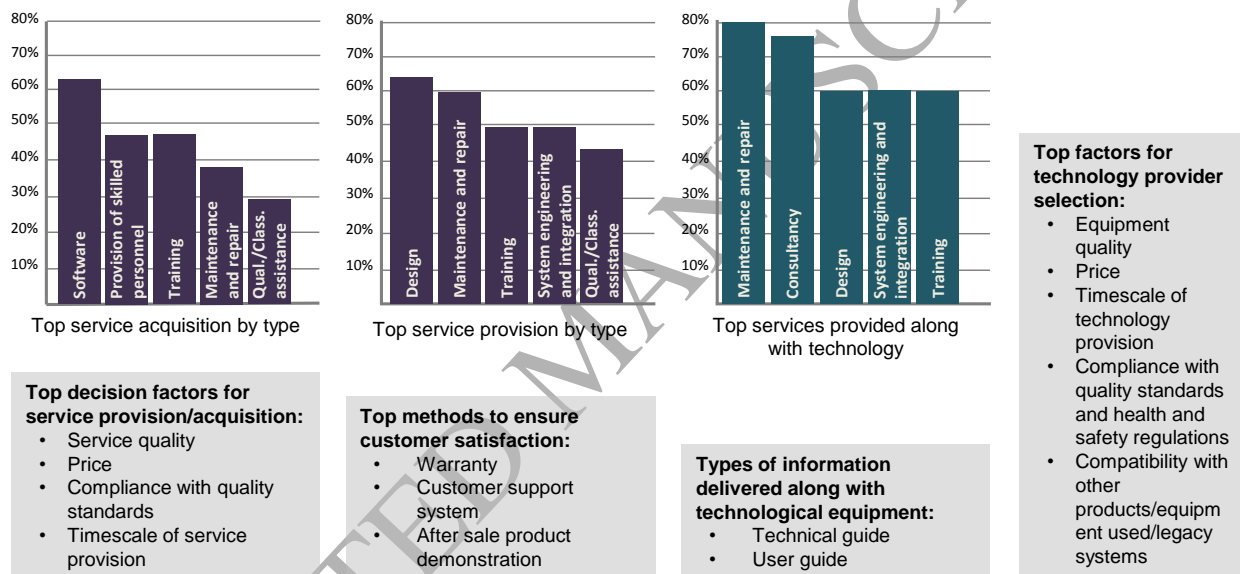 80%
70%
60%
50%
40%
30%
20%
10%
Software
Provision of skilled
personnel
Training
Maintenance
and repair
Qual./Class.
assistance
Top service acquisition by type
80%
70%
60%
50%
40%
30%
20%
10%
Design
Maintenance and repair
Training
System engineering
and integration
Qual./Class.
assistance
Top service provision by type
80%
70%
60%
50%
40%
30%
20%
10%
Maintenance and repair
Consultancy
Design
System engineering and
integration
Training
Top services provided along
with technology
Top decision factors for
service provision/acquisition:
• Service quality
• Price
• Compliance with quality
standards
• Timescale of service
provision
Top methods to ensure
customer satisfaction:
• Warranty
• Customer support
system
• After sale product
demonstration
Types of information
delivered along with
technological equipment:
• Technical guide
• User guide
Top factors for
technology provider
selection:
• Equipment
quality
• Price
• Timescale of
technology
provision
• Compliance with
quality standards
and health and
safety regulations
• Compatibility with
other
products/equipm
ent used/legacy
systems
TED MANUSC